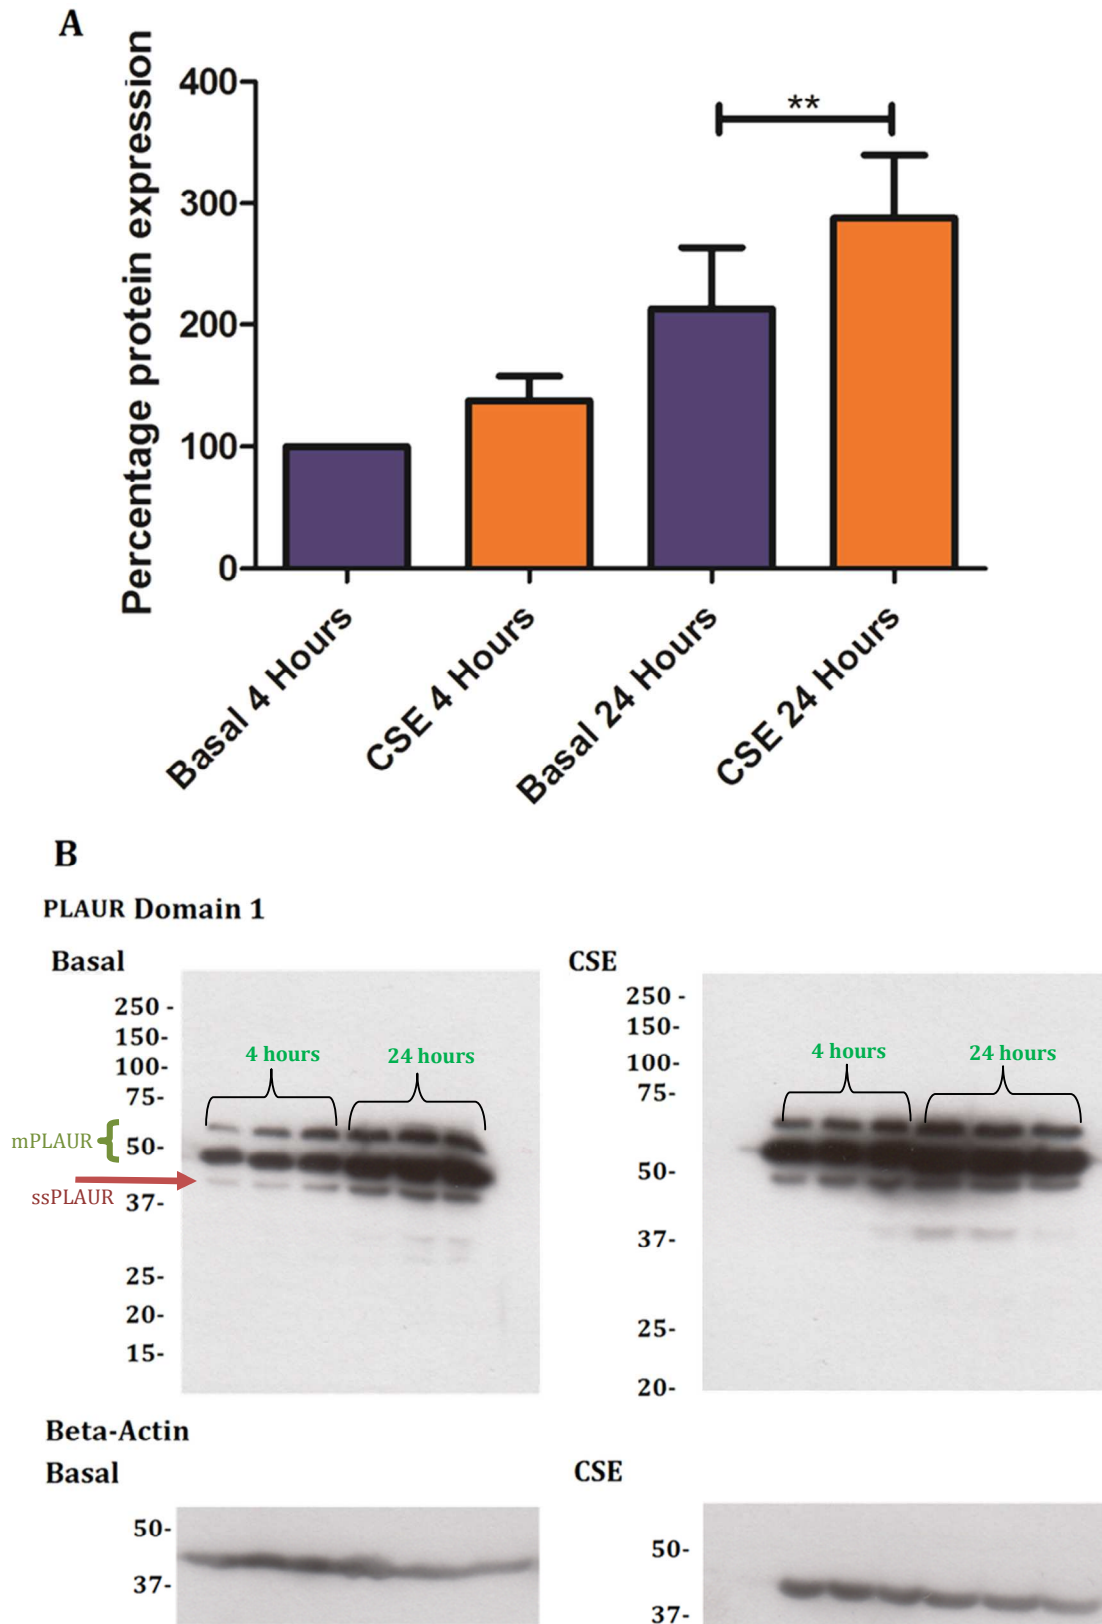 A
Percentage protein expression
400
300
200
100
0
**
Basal 4 Hours
CSE 4 Hours
Basal 24 Hours
CSE 24 Hours
B
PLAUR Domain 1
Basal
250 -
150-
100-
75-
50-
37-
25-
20-
15-
4 hours
24 hours
mPLAUR
ssPLAUR
CSE
250 -
150-
100-
75-
50-
37-
25-
20-
4 hours
24 hours
Beta-Actin
Basal
50-
37-
CSE
50-
37-